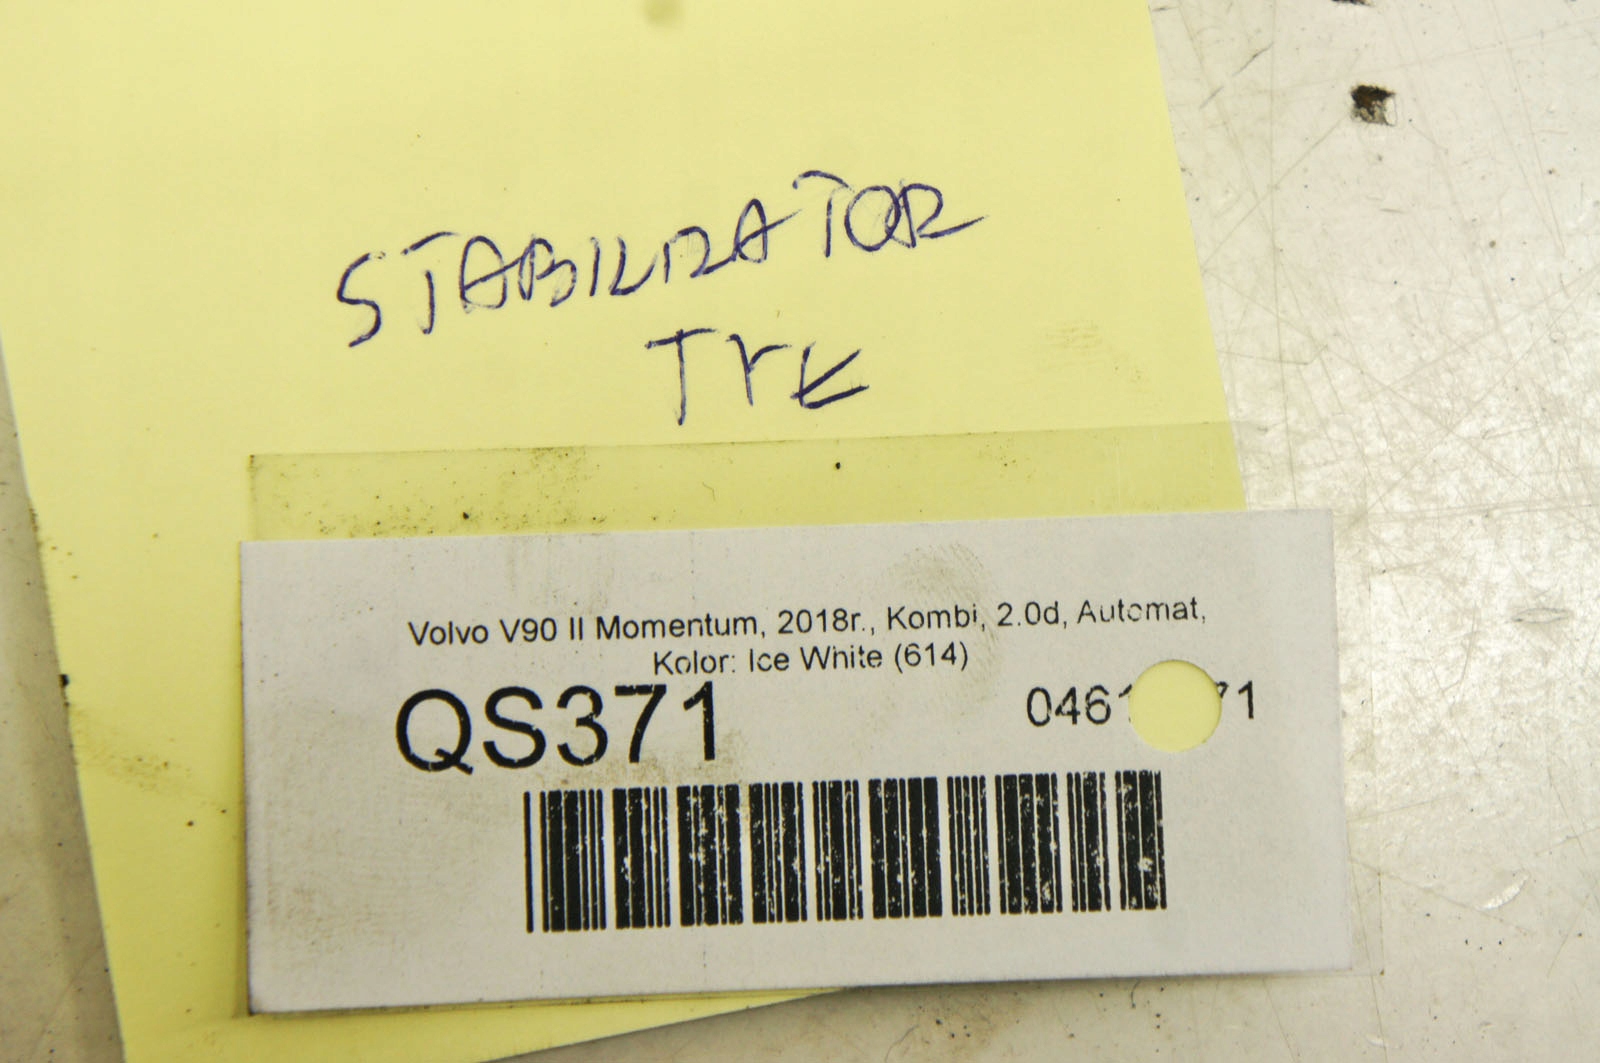 STABILIZATOR
TYŁ
Volvo V90 II Momentum, 2018r., Kombi, 2.0d, Automat,
Kolor: Ice White (614)
QS371